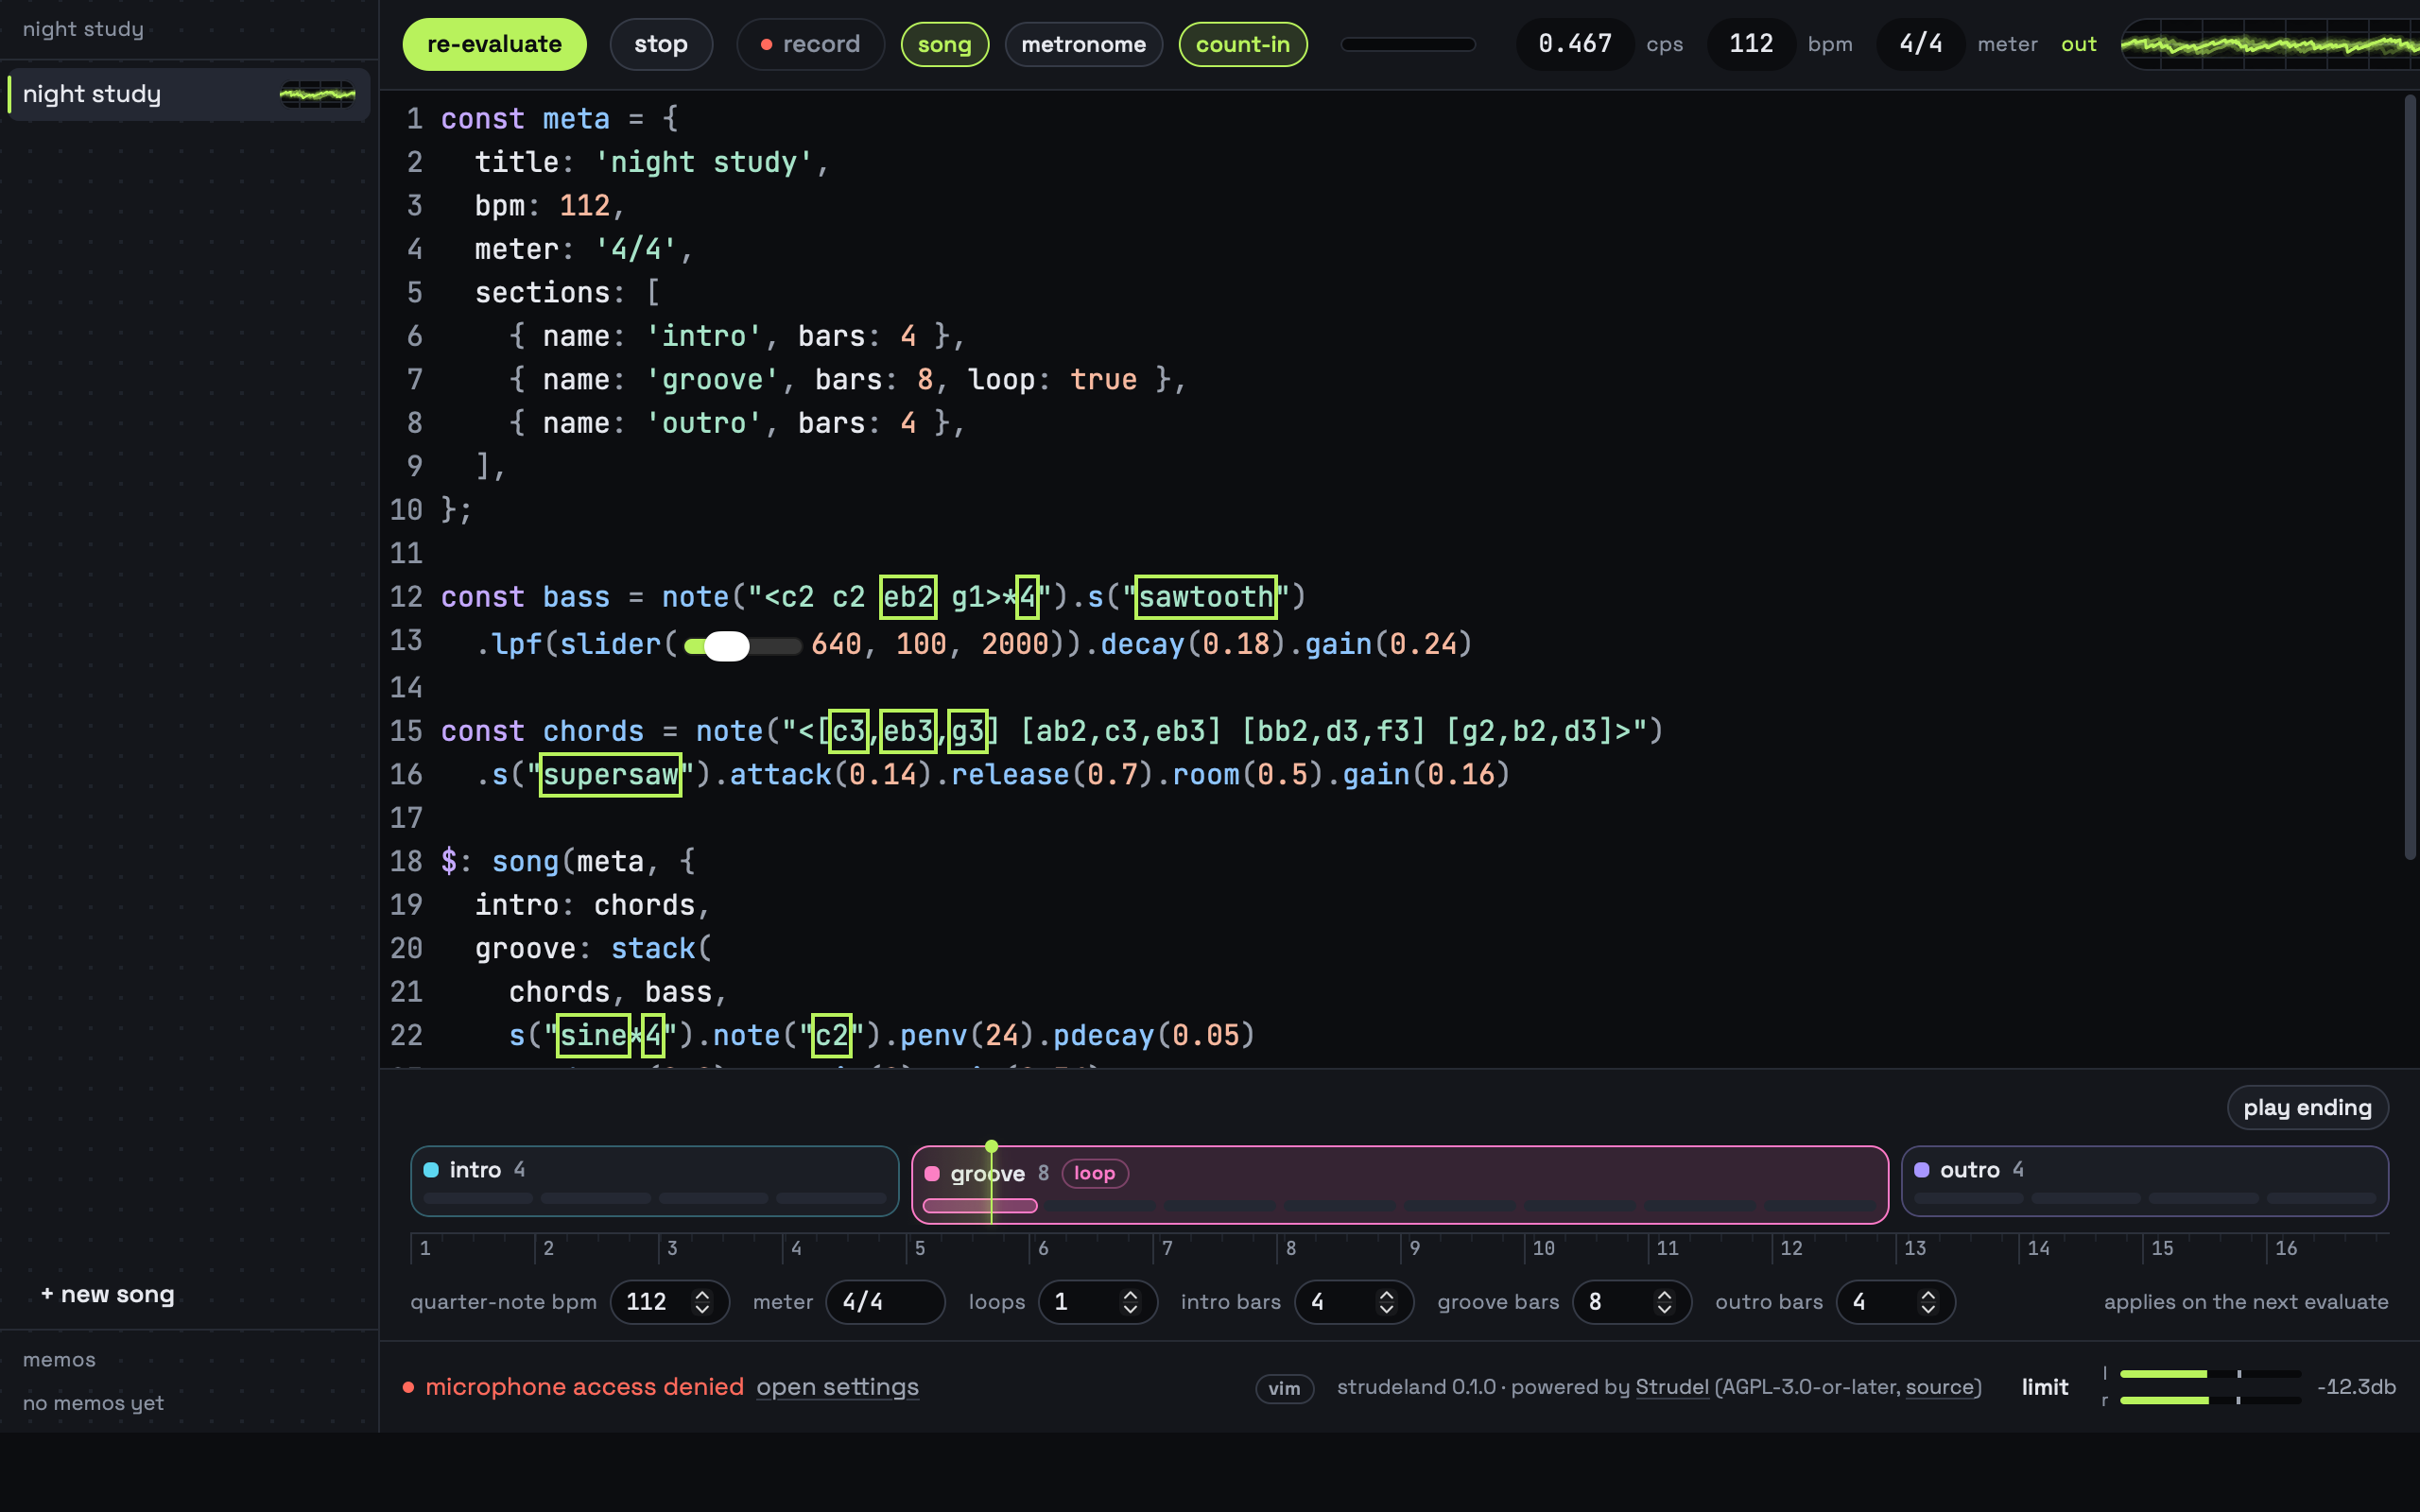 night study
night study
re-evaluate stop record song metronome count-in 0.467 cps 112 bpm 4/4 meter out
1 const meta = {
2 title: 'night study',
3 bpm: 112,
4 meter: '4/4',
5 sections: [
6 { name: 'intro', bars: 4 },
7 { name: 'groove', bars: 8, loop: true },
8 { name: 'outro', bars: 4 },
9 ],
10 };
11
12 const bass = note("<c2 c2 eb2 g1>*4").s("sawtooth")
13 .lpf(slider(640, 100, 2000)).decay(0.18).gain(0.24)
14
15 const chords = note("<[c3,eb3,g3] [ab2,c3,eb3] [bb2,d3,f3] [g2,b2,d3]>")
16 .s("supersaw").attack(0.14).release(0.7).room(0.5).gain(0.16)
17
18 $: song(meta, {
19 intro: chords,
20 groove: stack(
21 chords, bass,
22 s("sine*4").note("c2").penv(24).pdecay(0.05)
play ending
intro 4
groove 8 loop
outro 4
1 2 3 4 5 6 7 8 9 10 11 12 13 14 15 16
+ new song
quarter-note bpm 112 meter 4/4 loops 1 intro bars 4 groove bars 8 outro bars 4 applies on the next evaluate
memos
no memos yet
microphone access denied open settings
vim strudeland 0.1.0 · powered by Strudel (AGPL-3.0-or-later, source) limit l r -12.3db